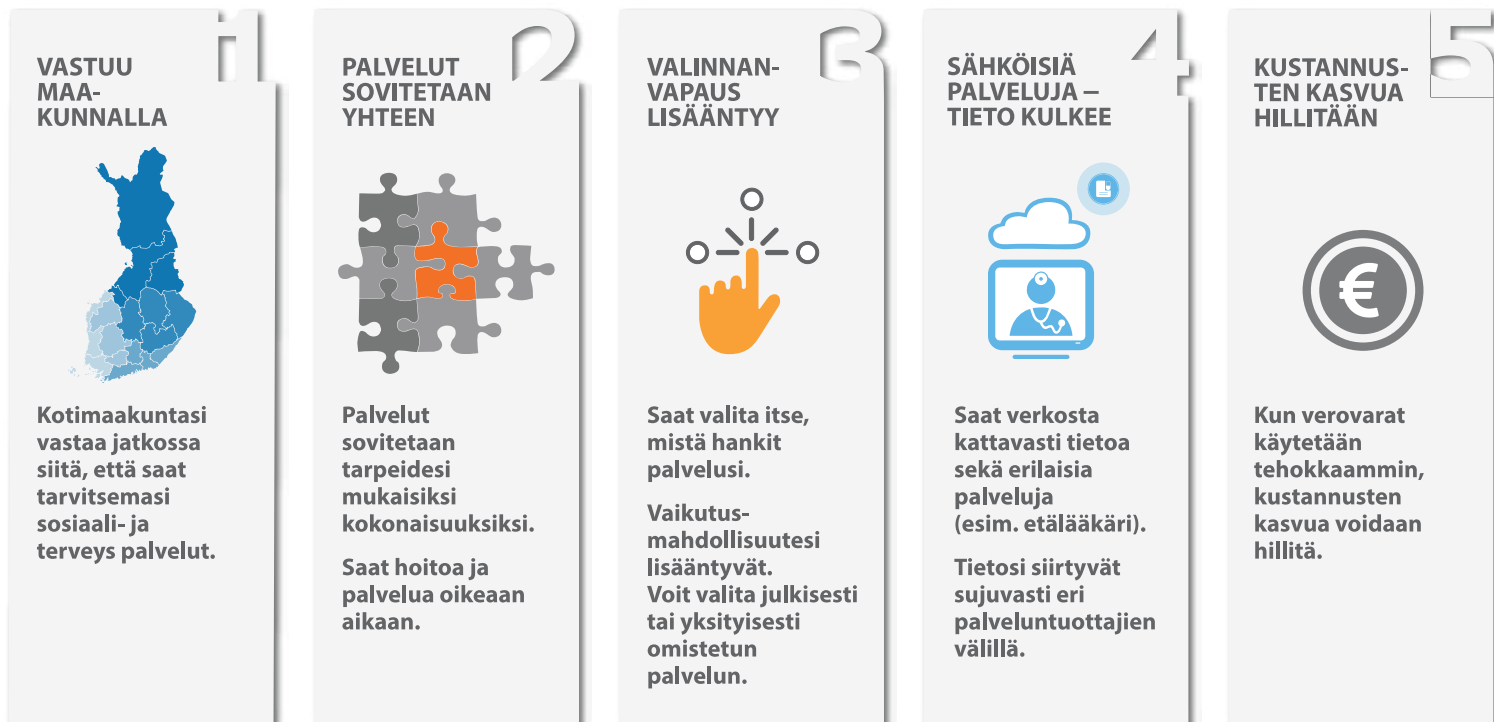 1
VASTUU
MAA-
KUNNALLA
Kotimaakuntasi
vastaa jatkossa
siitä, että saat
tarvitsemasi
sosiaali- ja
terveys palvelut.
2
PALVELUT
SOVITETAAN
YHTEEN
Palvelut
sovitetaan
tarpeidesi
mukaisiksi
kokonaisuuksiksi.
Saat hoitoa ja
palvelua oikeaan
aikaan.
3
VALINNAN-
VAPAUS
LISÄÄNTYY
Saat valita itse,
mistä hankit
palvelusi.
Vaikutus-
mahdollisuutesi
lisääntyvät.
Voit valita julkisesti
tai yksityisesti
omistetun
palvelun.
4
SÄHKÖISIÄ
PALVELUJA –
TIETO KULKEE
Saat verkosta
kattavasti tietoa
sekä erilaisia
palveluja
(esim. etälääkäri).
Tietosi siirtyvät
sujuvasti eri
palveluntuottajien
välillä.
5
KUSTANNUS-
TEN KASVUA
HILLITÄÄN
€
Kun verovarat
käytetään
tehokkaammin,
kustannusten
kasvua voidaan
hillitä.